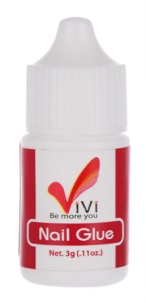 ViVi
Be more you
Nail Glue
Net. 3g (.11oz.)